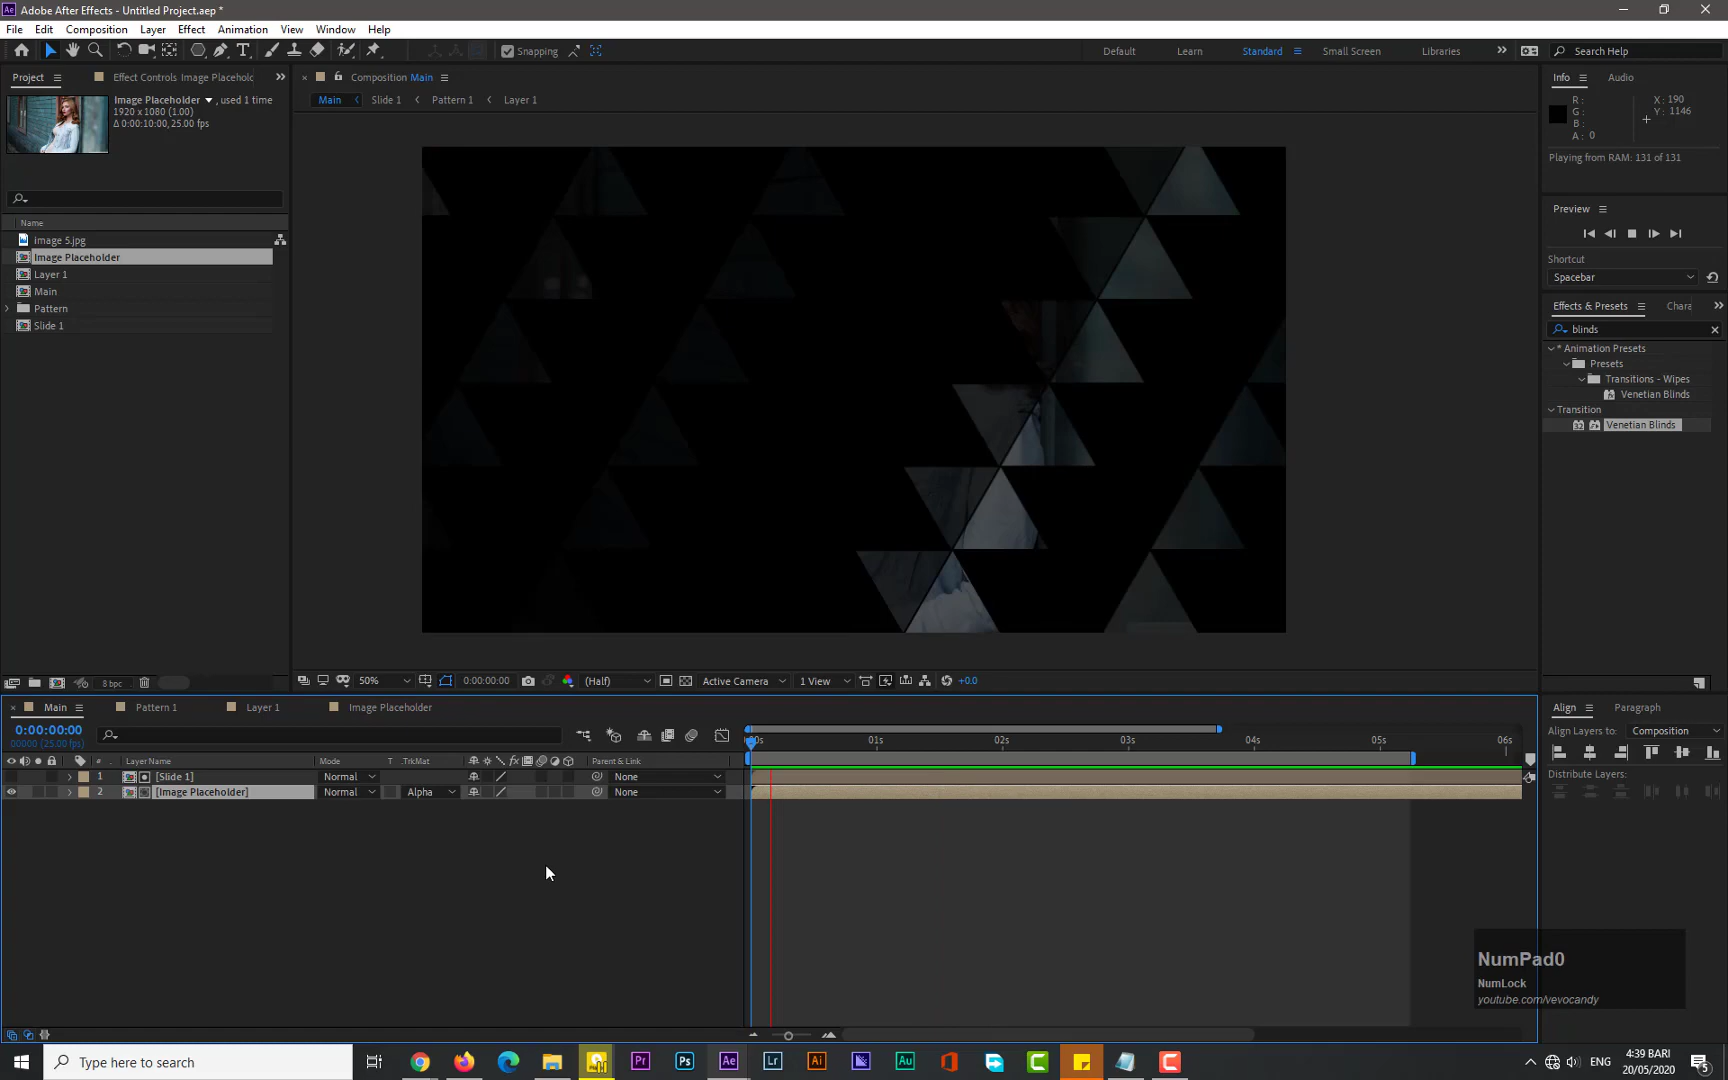 Adobe After Effects - Untitled Project.aep *
File Edit Composition Layer Effect Animation View Window Help
Snapping
Default Learn Standard Small Screen Libraries
Search Help
Project
Effect Controls Image Placeholc
Composition Main
Info Audio
Main Slide 1 Pattern 1 Layer 1
Image Placeholder , used 1 time
1920 x 1080 (1.00)
Δ 0:00:10:00, 25.00 fps
R:
G:
B:
A: 0
X: 190
Y: 1146
Playing from RAM: 131 of 131
Preview
Shortcut
Spacebar
Name
Image 5.jpg
Image Placeholder
Layer 1
Main
Pattern
Slide 1
Effects & Presets Chara
blinds
* Animation Presets
Presets
Transitions - Wipes
Venetian Blinds
Transition
Venetian Blinds
8 bpc
50%
0:00:00:00
(Half)
Active Camera
1 View
+0.0
Main Pattern 1 Layer 1 Image Placeholder
0:00:00:00
00000 (25.00 fps)
00s 01s 02s 03s 04s 05s 06s
# Layer Name Mode T .TrkMat Parent & Link
1 [Slide 1] Normal None
2 [Image Placeholder] Normal Alpha None
Align Paragraph
Align Layers to: Composition
Distribute Layers:
NumPad0
NumLock
youtube.com/vevocandy
Type here to search
ENG
4:39 BARI
20/05/2020
5